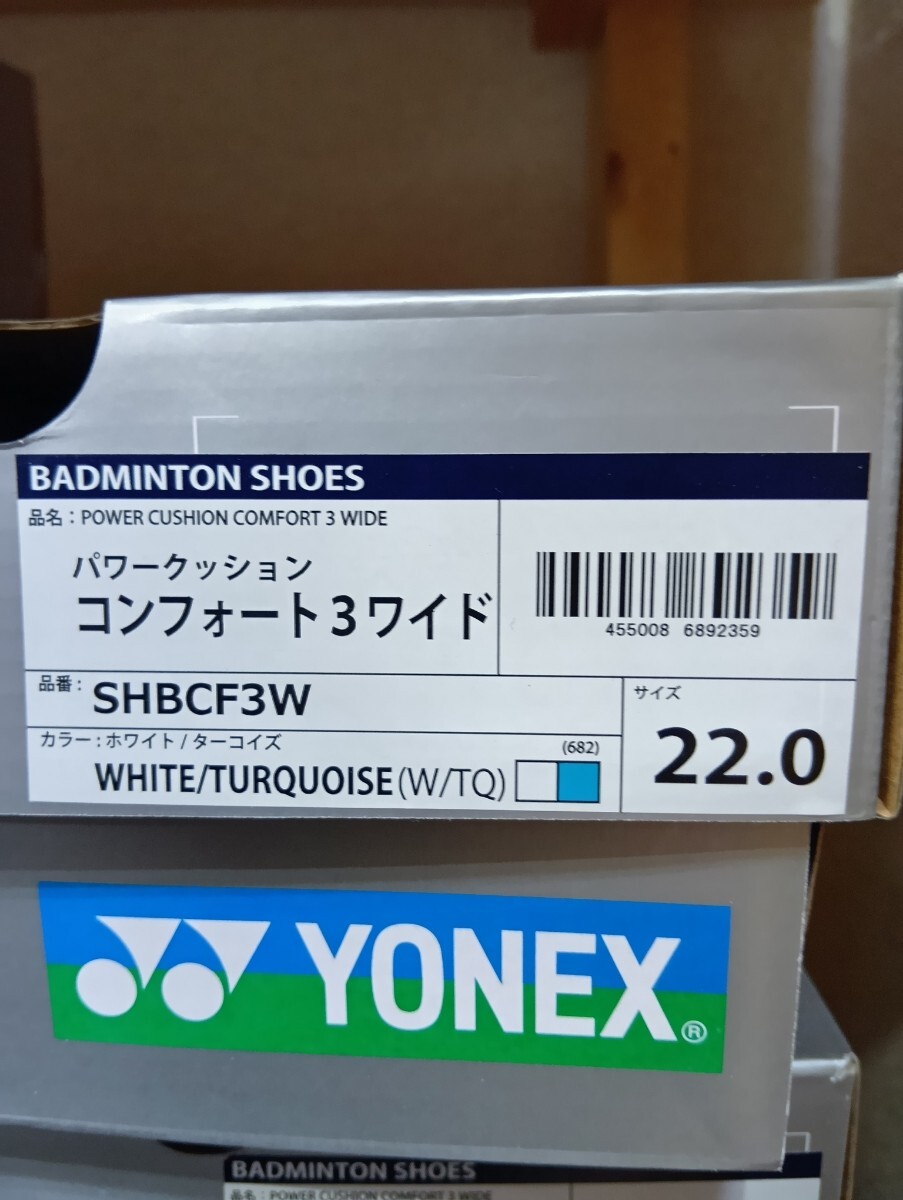 BADMINTON SHOES
品名：POWER CUSHION COMFORT 3 WIDE
パワークッション
コンフォート3ワイド
455008 6892359
品番：SHBCF3W
カラー：ホワイト/ターコイズ
(682)
WHITE/TURQUOISE(W/TQ)
サイズ
22.0
YONEX®
BADMINTON SHOES
品名：POWER CUSHION COMFORT 3 WIDE